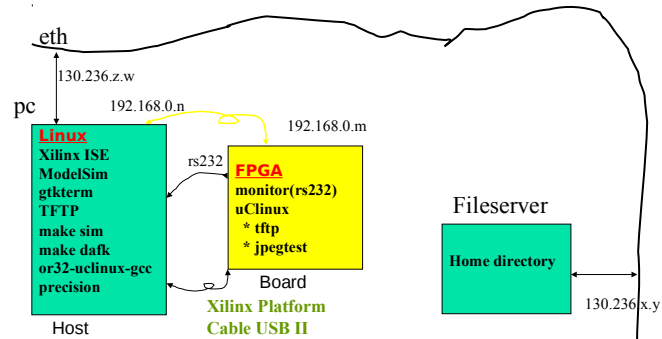 eth
130.236.z.w
pc
192.168.0.n
192.168.0.m
Linux
Xilinx ISE
ModelSim
gtkterm
TFTP
make sim
make dafk
or32-uclinux-gcc
precision
Host
rs232
FPGA
monitor(rs232)
uClinux
* tftp
* jpegtest
Board
Xilinx Platform
Cable USB II
Fileserver
Home directory
130.236.x.y